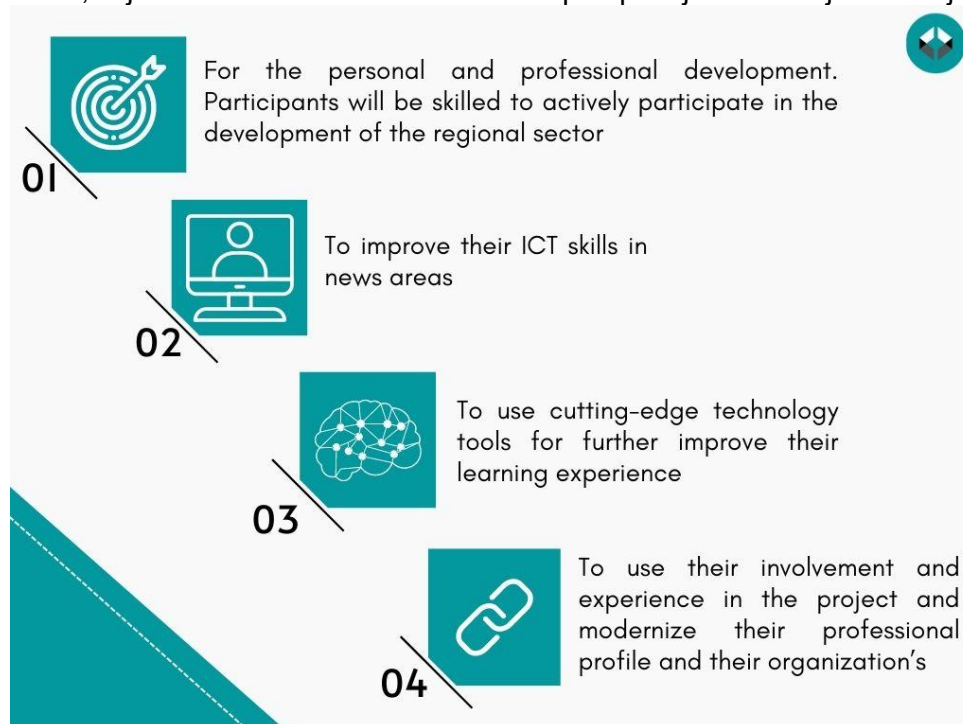 For the personal and professional development.
Participants will be skilled to actively participate in the
development of the regional sector
01
To improve their ICT skills in
news areas
02
To use cutting-edge technology
tools for further improve their
learning experience
03
To use their involvement and
experience in the project and
modernize their professional
profile and their organization's
04